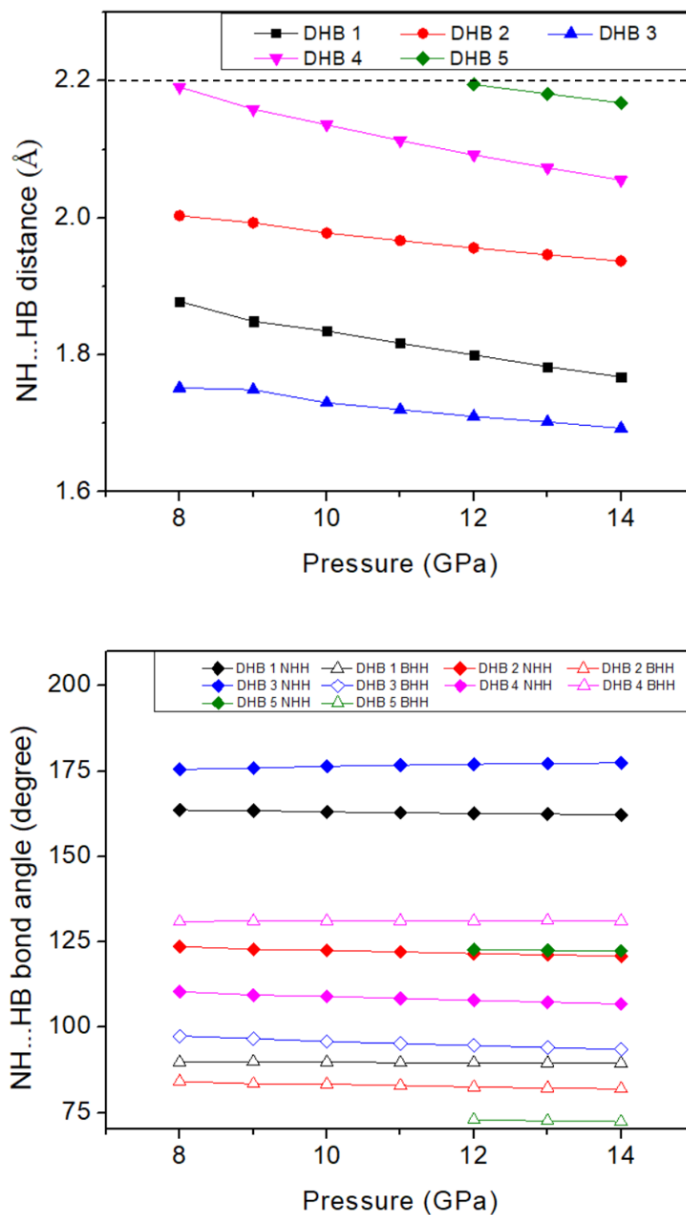 DHB 1 DHB 2 DHB 3
DHB 4 DHB 5
2.2
2.0
1.8
1.6
NH...HB distance (Å)
8 10 12 14
Pressure (GPa)
DHB 1 NHH DHB 1 BHH DHB 2 NHH DHB 2 BHH
DHB 3 NHH DHB 3 BHH DHB 4 NHH DHB 4 BHH
DHB 5 NHH DHB 5 BHH
200
175
150
125
100
75
NH...HB bond angle (degree)
8 10 12 14
Pressure (GPa)